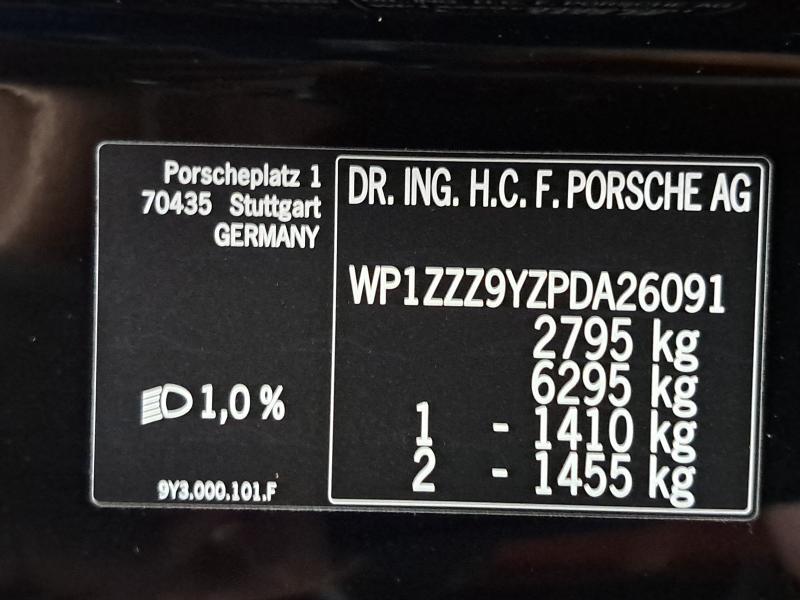 Porscheplatz 1
70435 Stuttgart
GERMANY
1,0 %
9Y3.000.101.F
DR. ING. H.C. F. PORSCHE AG
WP1ZZZ9YZPDA26091
2795 kg
6295 kg
1 - 1410 kg
2 - 1455 kg